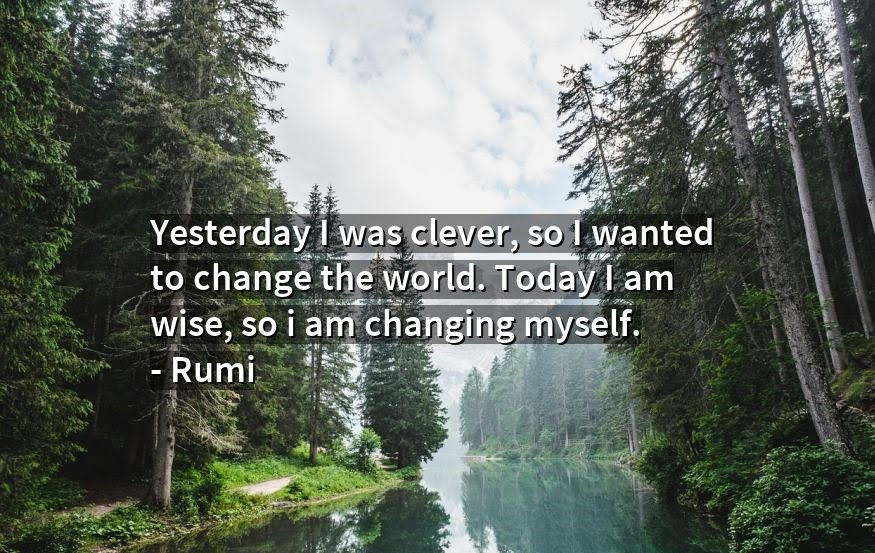 Yesterday I was clever, so I wanted
to change the world. Today I am
wise, so i am changing myself.
- Rumi